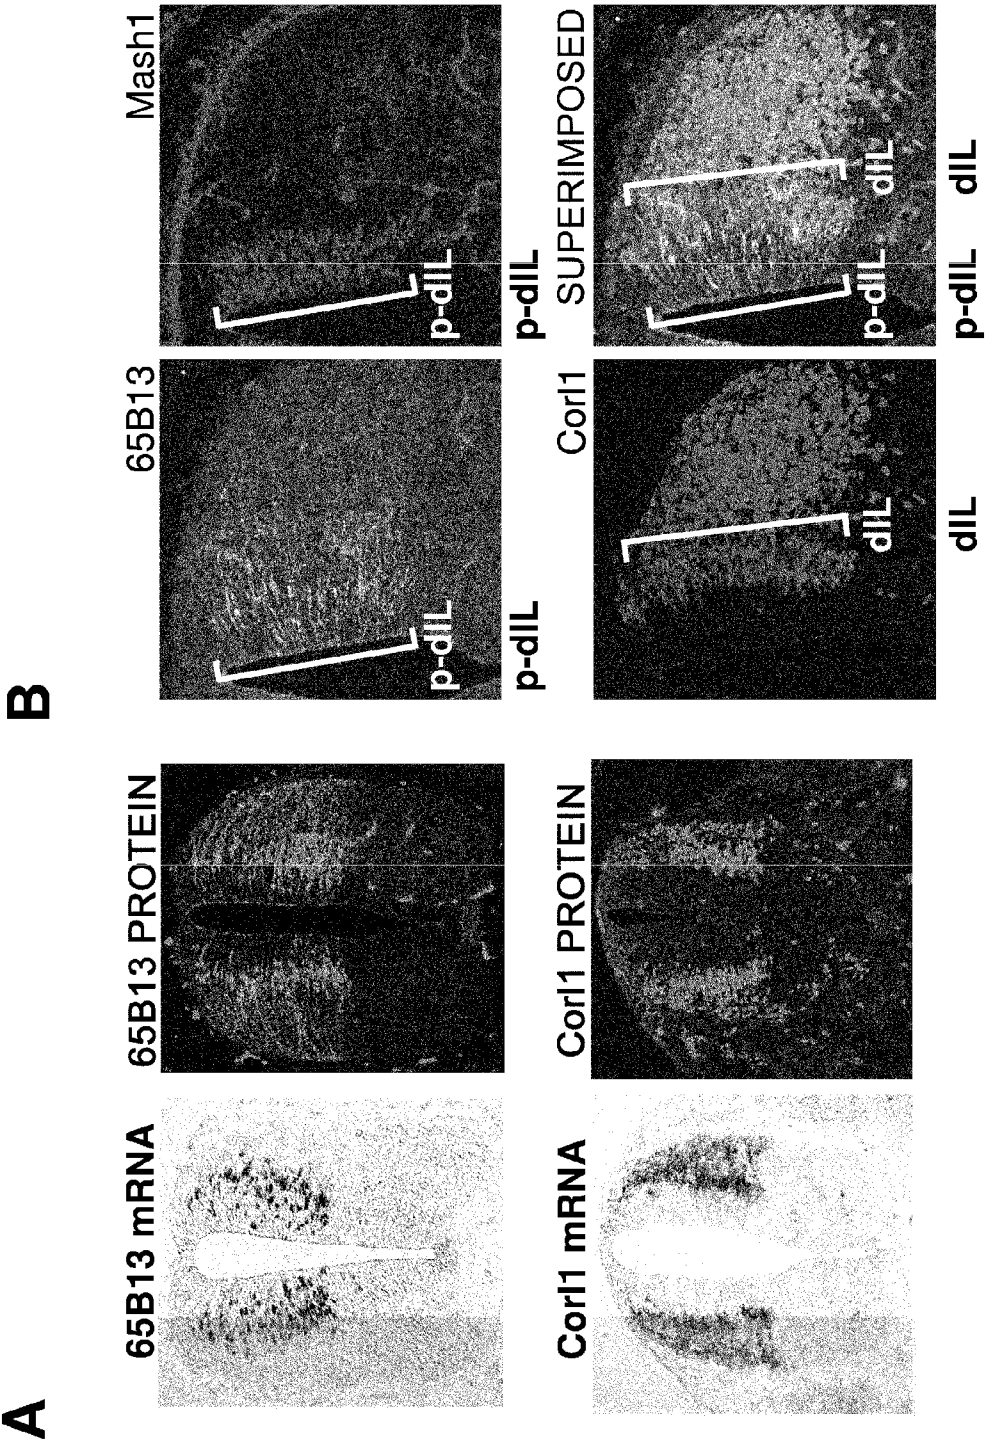 A
65B13 mRNA
65B13 PROTEIN
Corl1 mRNA
Corl1 PROTEIN
B
65B13
Mash1
p-dIL
p-dIL
p-dIL
p-dIL
Corl1
SUPERIMPOSED
dIL
p-dIL
dIL
dIL
p-dIL
dIL